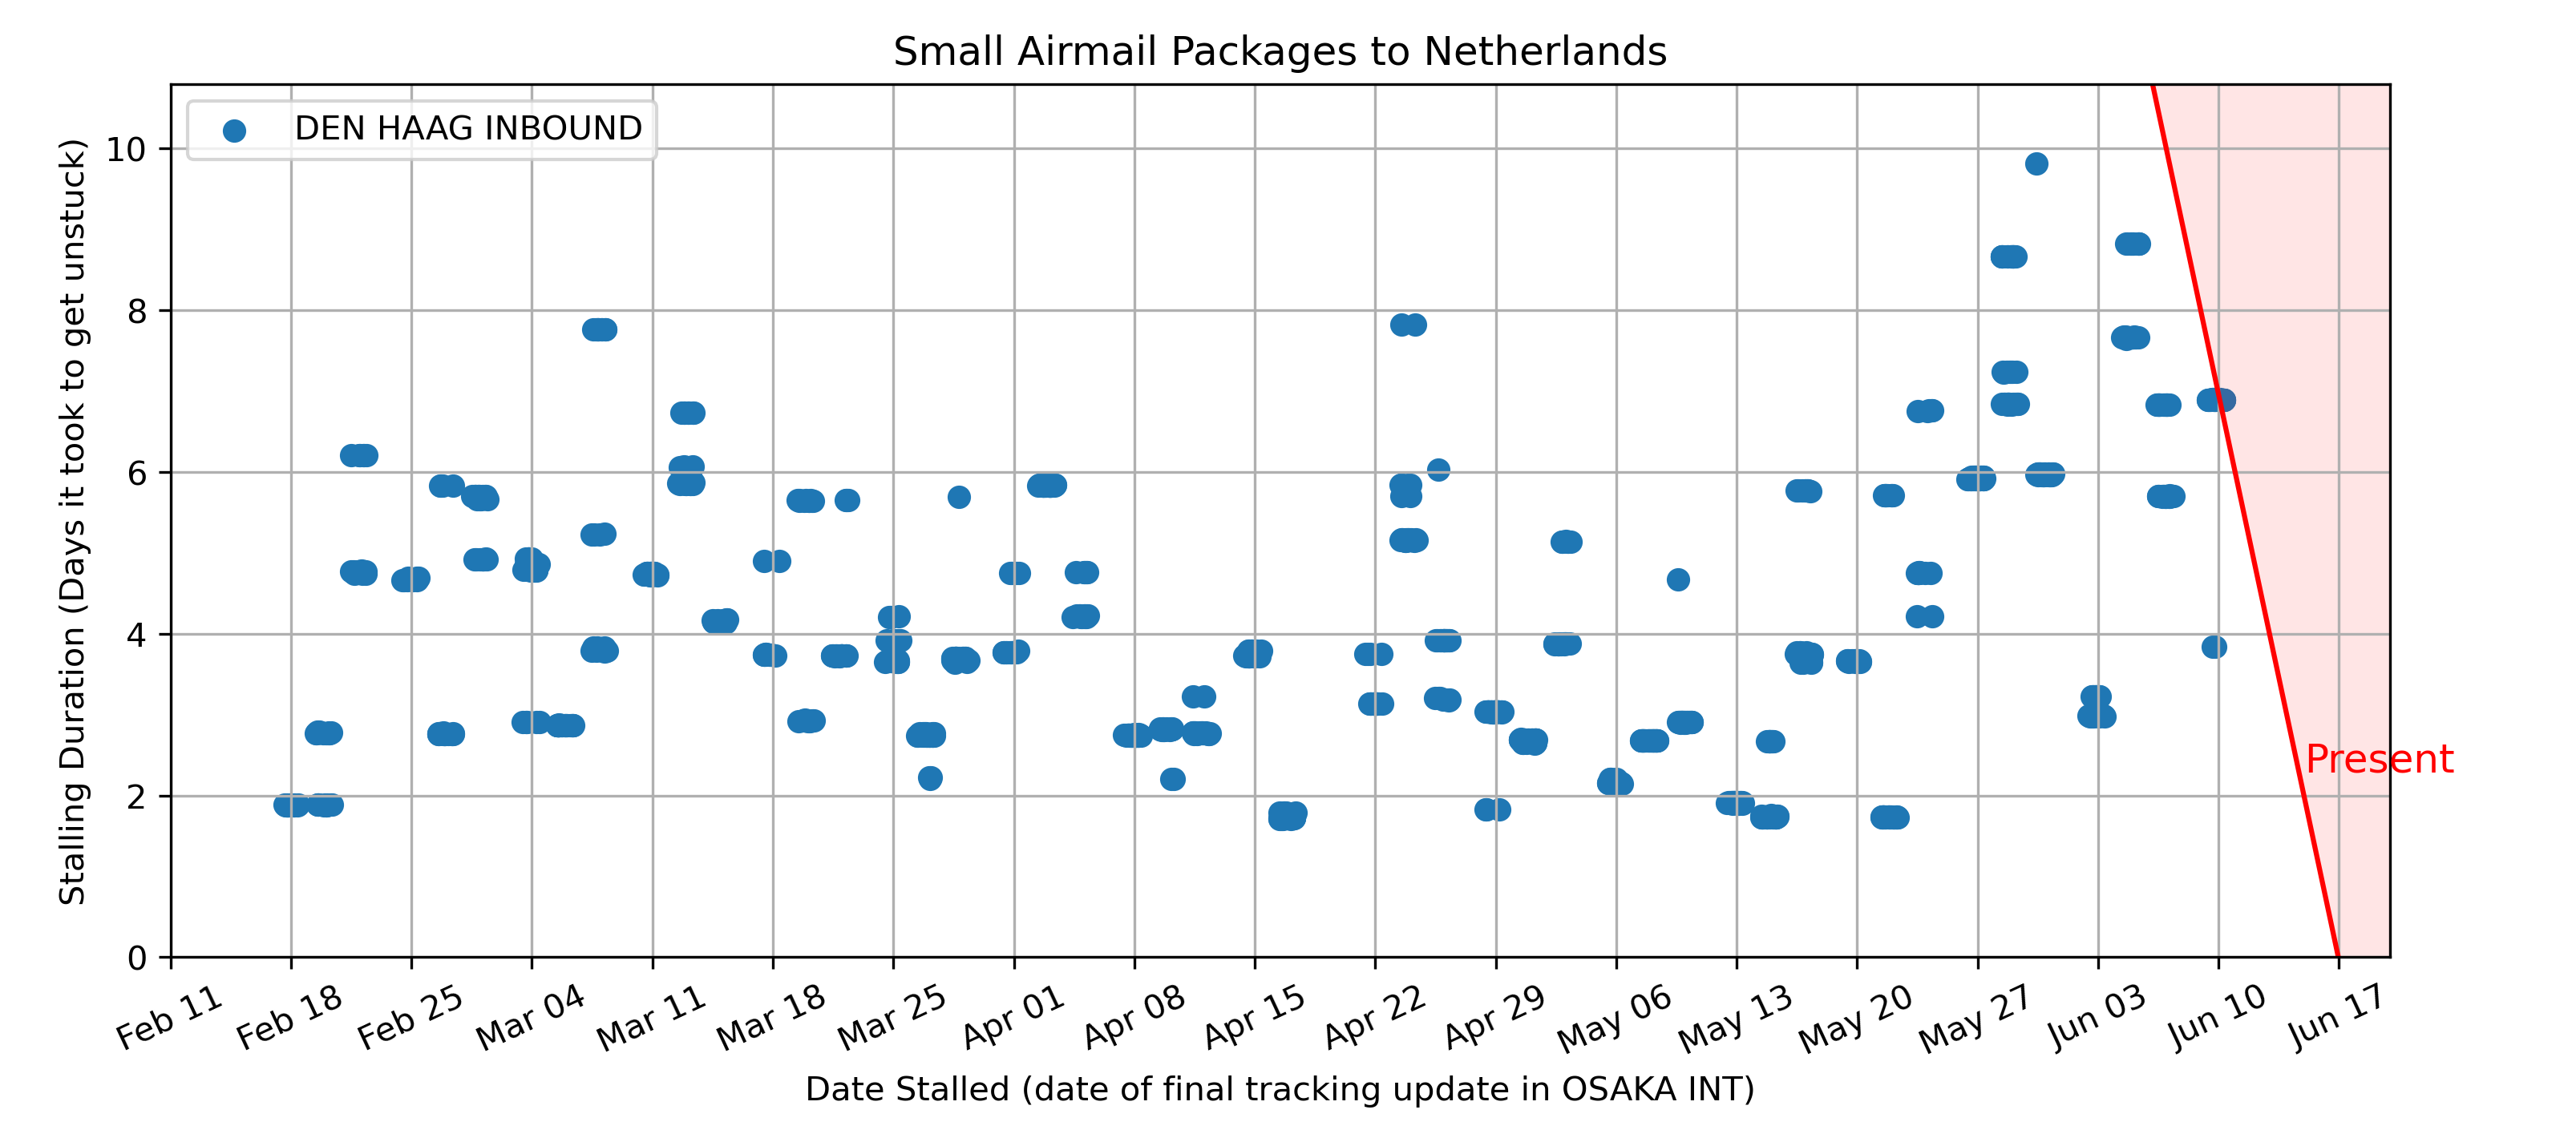 Small Airmail Packages to Netherlands
DEN HAAG INBOUND
Stalling Duration (Days it took to get unstuck)
10
8
6
4
2
0
Present
Feb 11
Feb 18
Feb 25
Mar 04
Mar 11
Mar 18
Mar 25
Apr 01
Apr 08
Apr 15
Apr 22
Apr 29
May 06
May 13
May 20
May 27
Jun 03
Jun 10
Jun 17
Date Stalled (date of final tracking update in OSAKA INT)